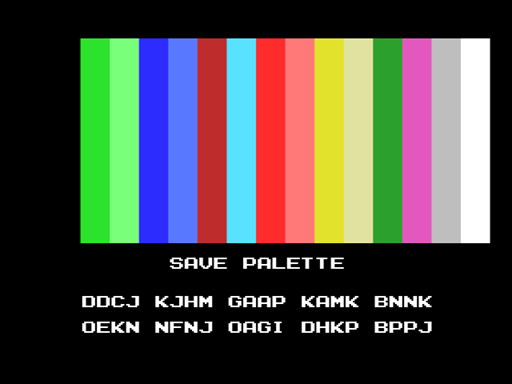 SAVE PALETTE
DDCJ KJHM GAAP KAMK BNNK
OEKN NFNJ OAGI DHKP BPPJ